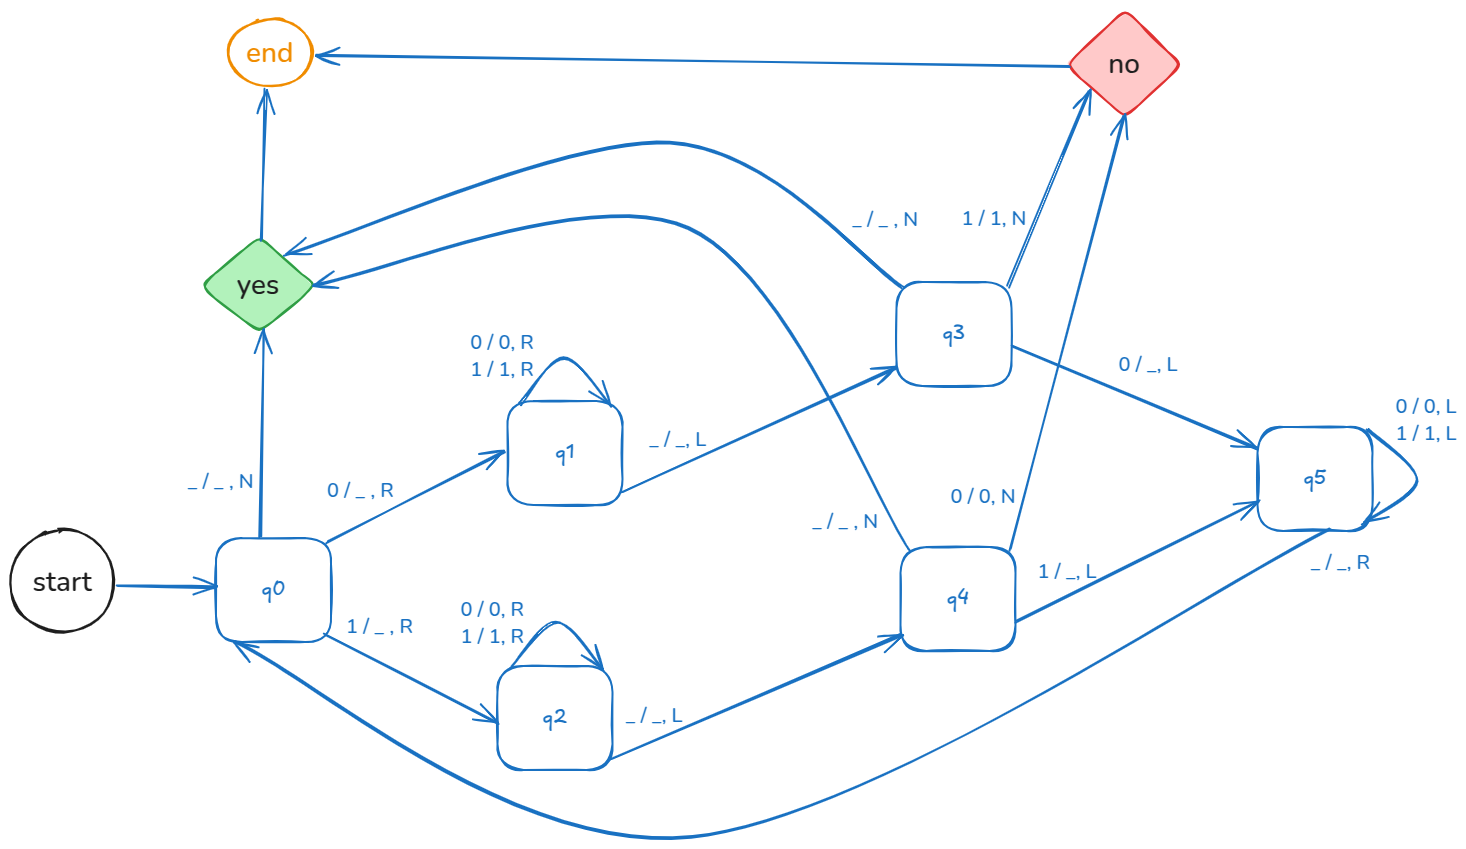 end
no
_ / _ , N
1 / 1, N
yes
q3
0 / 0, R
1 / 1, R
0 / _, L
q1
_ / _, L
0 / 0, L
1 / 1, L
q5
_ / _ , N
0 / _ , R
0 / 0, N
_ / _ , N
_ / _, R
start
q0
1 / _, L
q4
0 / 0, R
1 / 1, R
1 / _ , R
q2
_ / _, L